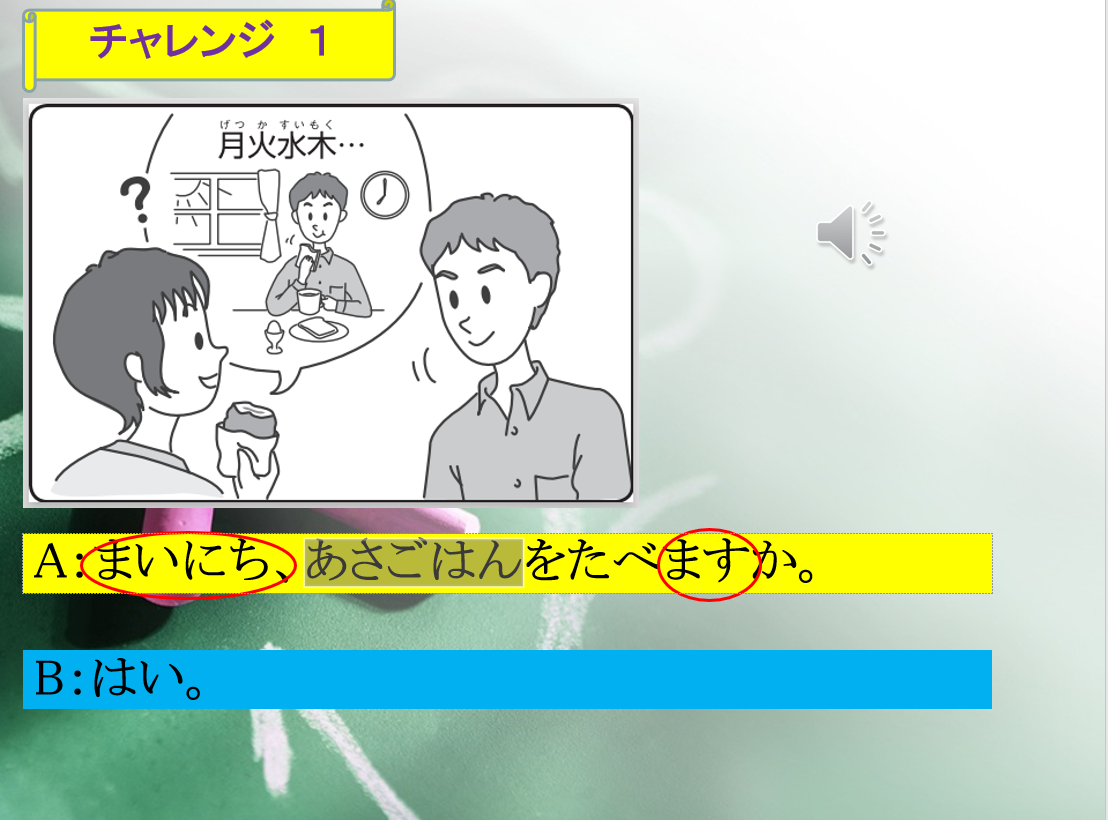 チャレンジ 1
げつ か すいもく
月火水木…
?
A:まいにち、あさごはんをたべますか。
B:はい。